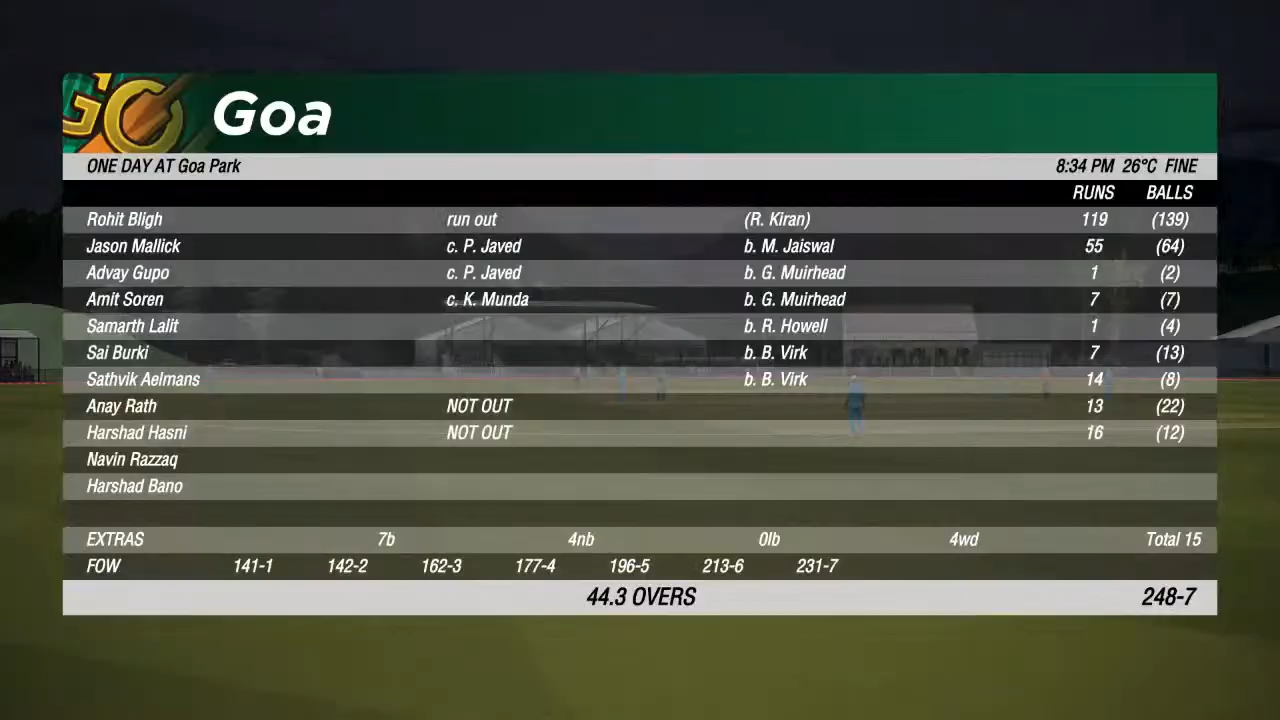 GO Goa
ONE DAY AT Goa Park 8:34 PM 26°C FINE
RUNS BALLS
Rohit Bligh run out (R. Kiran) 119 (139)
Jason Mallick c. P. Javed b. M. Jaiswal 55 (64)
Advay Gupo c. P. Javed b. G. Muirhead 1 (2)
Amit Soren c. K. Munda b. G. Muirhead 7 (7)
Samarth Lalit b. R. Howell 1 (4)
Sai Burki b. B. Virk 7 (13)
Sathvik Aelmans b. B. Virk 14 (8)
Anay Rath NOT OUT 13 (22)
Harshad Hasni NOT OUT 16 (12)
Navin Razzaq
Harshad Bano
EXTRAS 7b 4nb 0lb 4wd Total 15
FOW 141-1 142-2 162-3 177-4 196-5 213-6 231-7
44.3 OVERS 248-7